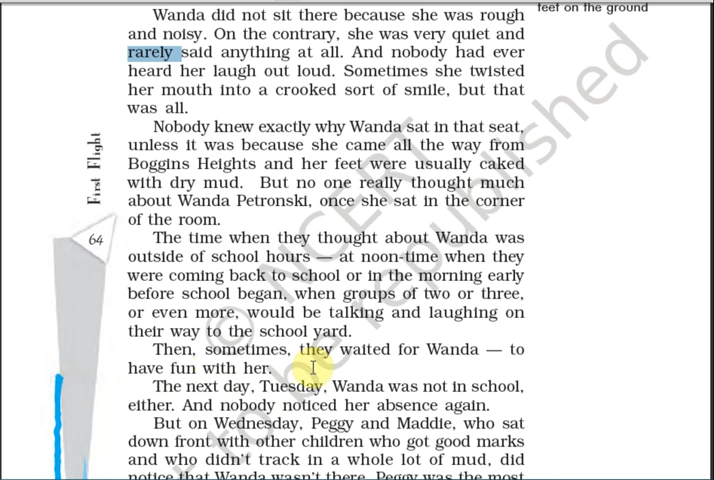 feet on the ground
Wanda did not sit there because she was rough
and noisy. On the contrary, she was very quiet and
rarely said anything at all. And nobody had ever
heard her laugh out loud. Sometimes she twisted
her mouth into a crooked sort of smile, but that
was all.
Nobody knew exactly why Wanda sat in that seat,
unless it was because she came all the way from
Boggins Heights and her feet were usually caked
with dry mud. But no one really thought much
about Wanda Petronski, once she sat in the corner
of the room.
The time when they thought about Wanda was
outside of school hours — at noon-time when they
were coming back to school or in the morning early
before school began, when groups of two or three,
or even more, would be talking and laughing on
their way to the school yard.
Then, sometimes, they waited for Wanda — to
have fun with her.
The next day, Tuesday, Wanda was not in school,
either. And nobody noticed her absence again.
But on Wednesday, Peggy and Maddie, who sat
down front with other children who got good marks
and who didn't track in a whole lot of mud, did
notice that Wanda wasn't there. Peggy was the most
First Flight
64
© NCERT
not to be republished